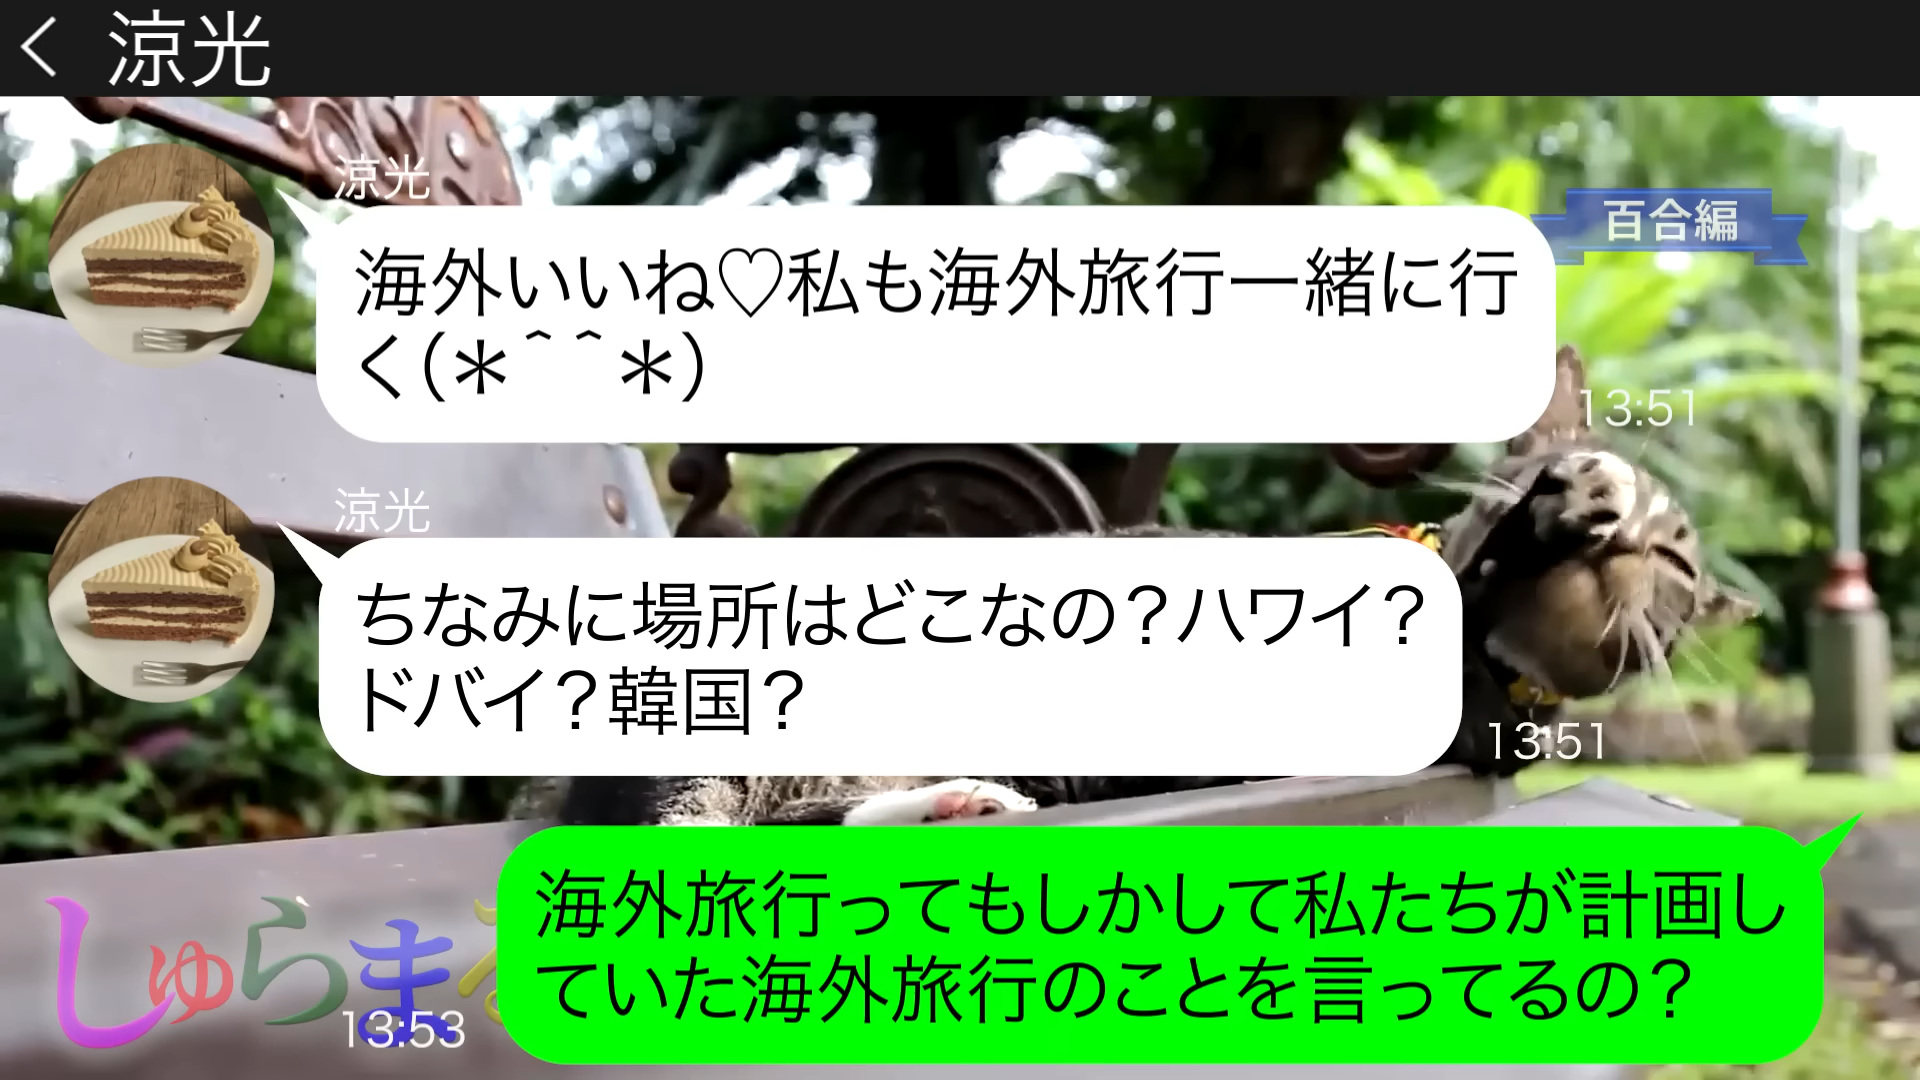 涼光
涼光
百合編
海外いいね♡私も海外旅行一緒に行
く(＊＾＾＊)
13:51
涼光
ちなみに場所はどこなの？ハワイ？
ドバイ？韓国？
13:51
海外旅行ってもしかして私たちが計画し
ていた海外旅行のことを言ってるの？
しゅらま
13:53